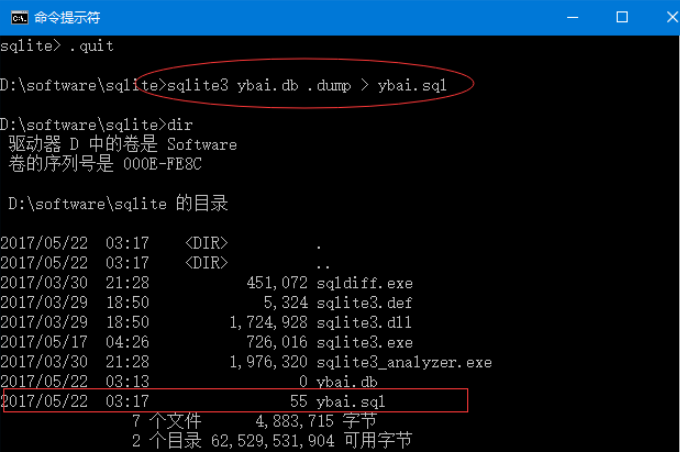 命令提示符
sqlite> .quit
D:\software\sqlite>sqlite3 ybai.db .dump > ybai.sql
D:\software\sqlite>dir
驱动器 D 中的卷是 Software
卷的序列号是 000E-FE8C
D:\software\sqlite 的目录
2017/05/22  03:17    <DIR>          .
2017/05/22  03:17    <DIR>          ..
2017/03/30  21:28           451,072 sqldiff.exe
2017/03/29  18:50             5,324 sqlite3.def
2017/03/29  18:50         1,724,928 sqlite3.dll
2017/05/17  04:26           726,016 sqlite3.exe
2017/03/30  21:28         1,976,320 sqlite3_analyzer.exe
2017/05/22  03:13                 0 ybai.db
2017/05/22  03:17                55 ybai.sql
7 个文件      4,883,715 字节
2 个目录 62,529,531,904 可用字节